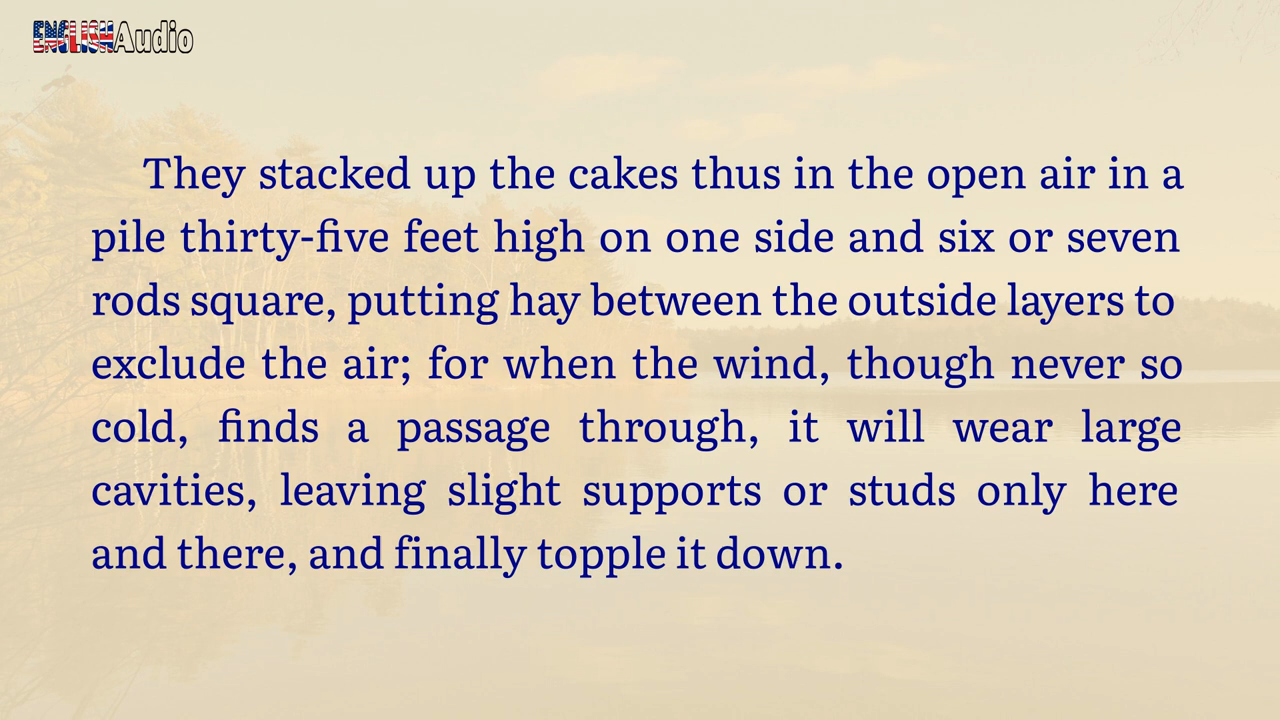 ENGLISHAudio
They stacked up the cakes thus in the open air in a
pile thirty-five feet high on one side and six or seven
rods square, putting hay between the outside layers to
exclude the air; for when the wind, though never so
cold, finds a passage through, it will wear large
cavities, leaving slight supports or studs only here
and there, and finally topple it down.